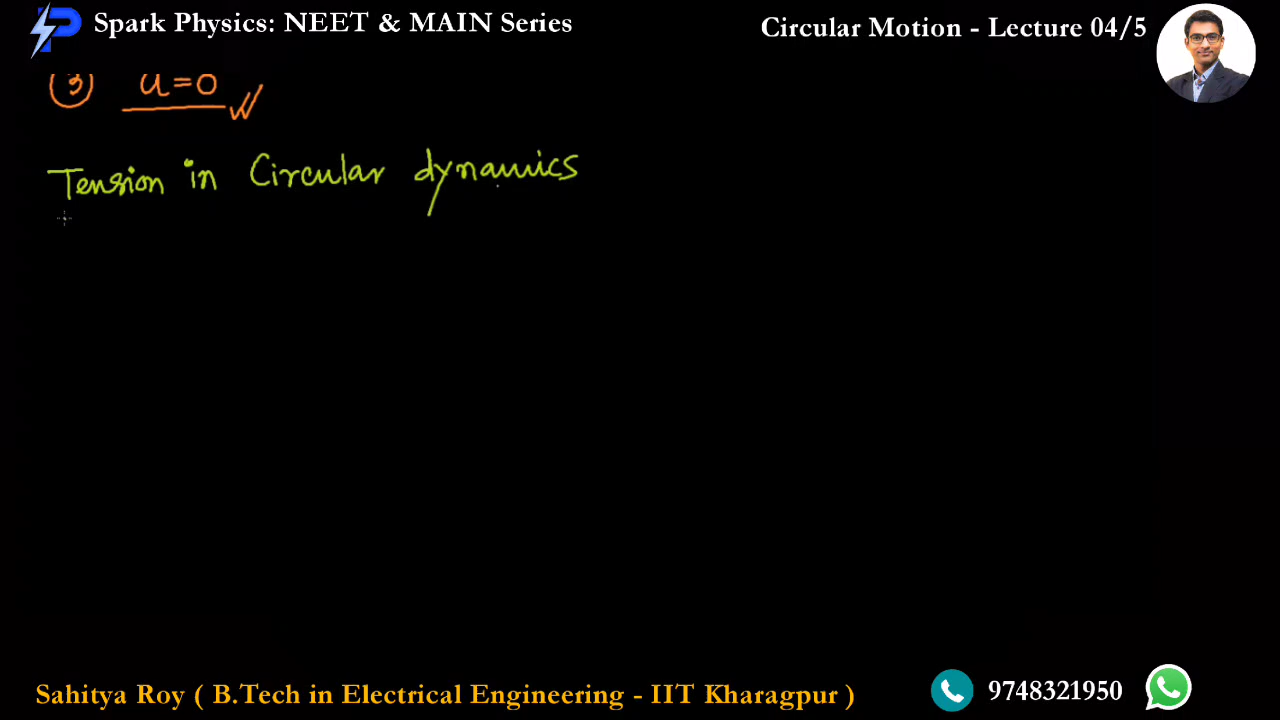 Spark Physics: NEET & MAIN Series
Circular Motion - Lecture 04/5
③ u=0
Tension in Circular dynamics
Sahitya Roy ( B.Tech in Electrical Engineering - IIT Kharagpur )
9748321950